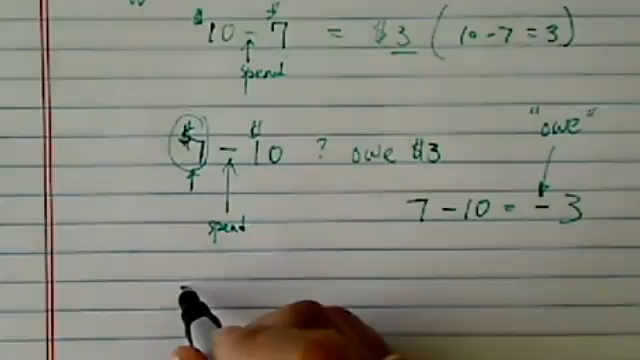 $10 - $7 = $3 (10-7=3)
spend
"owe"
$7 - $10 ? owe $3
7-10 = -3
spend